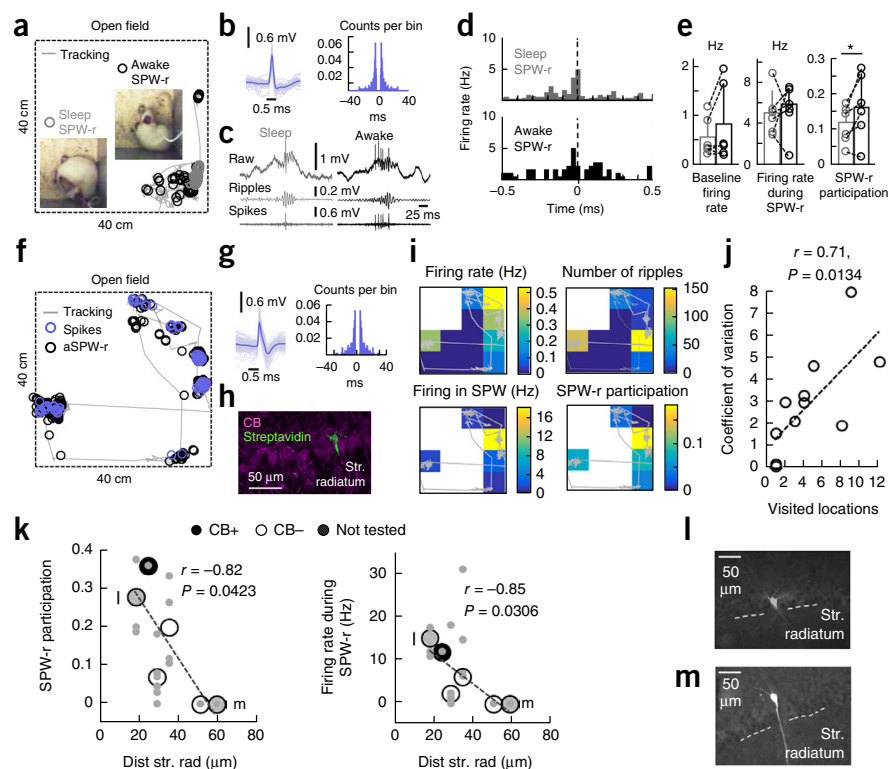 a
Open field
Tracking
Awake
SPW-r
Sleep
SPW-r
40 cm
40 cm
b
0.6 mV
0.5 ms
Counts per bin
0.06
0.04
0.02
−40 0 40
ms
c
Sleep Awake
Raw
1 mV
Ripples
0.2 mV
Spikes
0.6 mV
25 ms
d
Firing rate (Hz)
10
5
0
Sleep
SPW-r
10
5
0
Awake
SPW-r
−0.5 0 0.5
Time (ms)
e
Hz
2
1
0
Baseline
firing
rate
Hz
10
5
0
Firing rate
during
SPW-r
*
0.3
0.2
0.1
0
SPW-r
participation
f
Open field
Tracking
Spikes
aSPW-r
40 cm
40 cm
g
0.6 mV
0.5 ms
Counts per bin
0.06
0.04
0.02
−40 0 40
ms
h
CB
Streptavidin
50 μm
Str.
radiatum
i
Firing rate (Hz)
0.5
0.4
0.3
0.2
0.1
0
Number of ripples
150
100
50
0
Firing in SPW (Hz)
16
12
8
4
0
SPW-r participation
0.1
0
j
r = 0.71,
P = 0.0134
Coefficient of variation
8
7
6
5
4
3
2
1
0
0 2 4 6 8 10 12
Visited locations
k
CB+ CB− Not tested
SPW-r participation
0.4
0.3
0.2
0.1
0
r = −0.82
P = 0.0423
l
m
0 20 40 60 80
Dist str. rad (μm)
Firing rate during
SPW-r (Hz)
30
20
10
0
r = −0.85
P = 0.0306
l
m
0 20 40 60 80
Dist str. rad (μm)
l
50
μm
Str.
radiatum
m
50
μm
Str.
radiatum